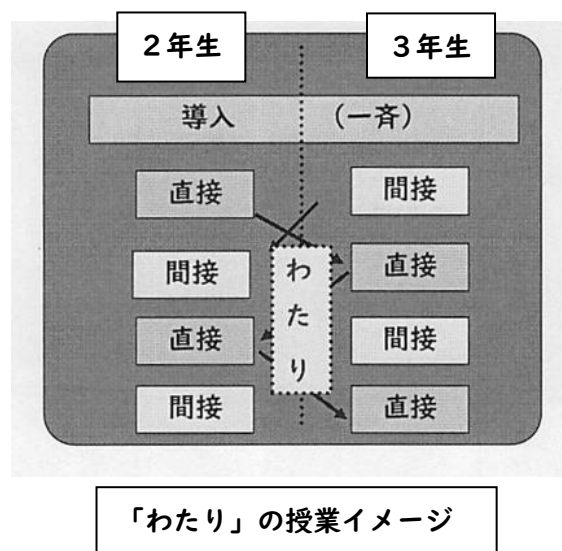 2年生 3年生
導入 (一斉)
直接 間接
間接 直接
直接 間接
間接 直接
わたり
「わたり」の授業イメージ